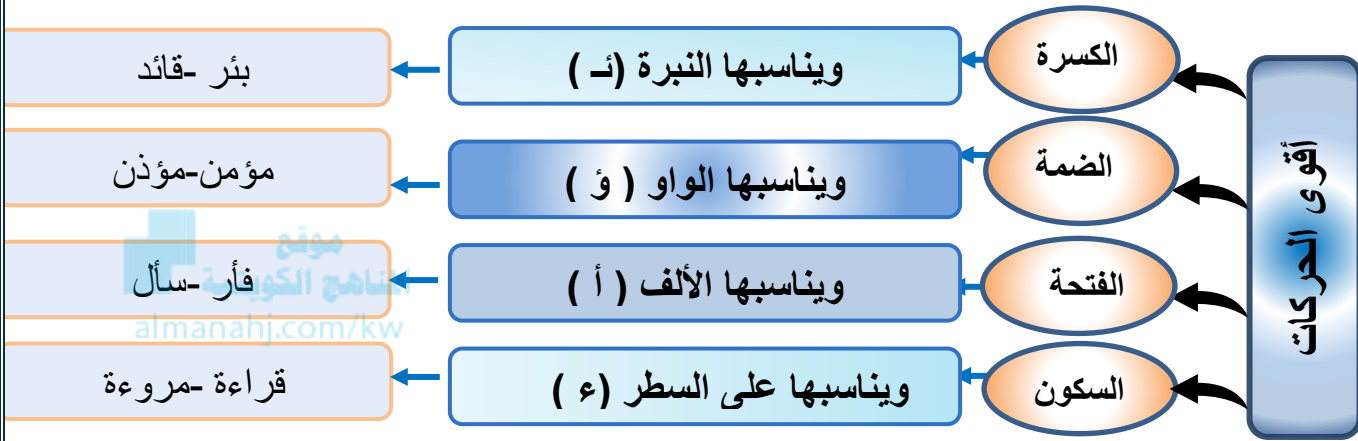 أقوى الحركات
الكسرة
ويناسبها النبرة (ئـ )
بئر -قائد
الضمة
ويناسبها الواو ( ؤ )
مؤمن-مؤذن
الفتحة
ويناسبها الألف ( أ )
فأر -سأل
السكون
ويناسبها على السطر (ء )
قراءة -مروءة
موقع
المناهج الكويتية
almanahj.com/kw